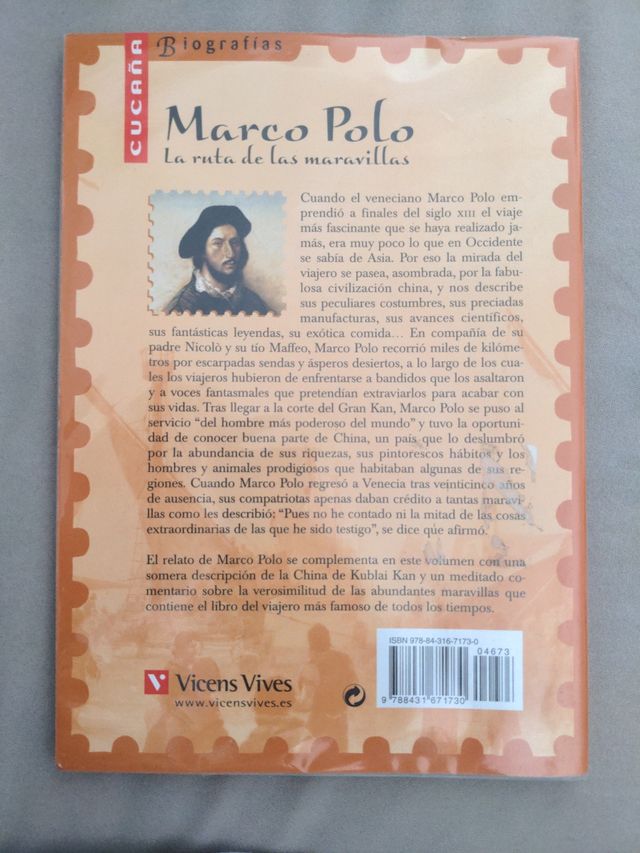 CUCAÑA
Biografías
Marco Polo
La ruta de las maravillas
Cuando el veneciano Marco Polo em-
prendió a finales del siglo XIII el viaje
más fascinante que se haya realizado ja-
más, era muy poco lo que en Occidente
se sabía de Asia. Por eso la mirada del
viajero se pasea, asombrada, por la fabu-
losa civilización china, y nos describe
sus peculiares costumbres, sus preciadas
manufacturas, sus avances científicos,
sus fantásticas leyendas, su exótica comida… En compañía de su
padre Nicolò y su tío Maffeo, Marco Polo recorrió miles de kilóme-
tros por escarpadas sendas y ásperos desiertos, a lo largo de los cua-
les los viajeros hubieron de enfrentarse a bandidos que los asaltaron
y a voces fantasmales que pretendían extraviarlos para acabar con
sus vidas. Tras llegar a la corte del Gran Kan, Marco Polo se puso al
servicio “del hombre más poderoso del mundo” y tuvo la oportuni-
dad de conocer buena parte de China, un país que lo deslumbró
por la abundancia de sus riquezas, sus pintorescos hábitos y los
hombres y animales prodigiosos que habitaban algunas de sus re-
giones. Cuando Marco Polo regresó a Venecia tras veinticinco años
de ausencia, sus compatriotas apenas daban crédito a tantas maravi-
llas como les describió: “Pues no he contado ni la mitad de las cosas
extraordinarias de las que he sido testigo”, se dice que afirmó.
El relato de Marco Polo se complementa en este volumen con una
somera descripción de la China de Kublai Kan y un meditado co-
mentario sobre la verosimilitud de las abundantes maravillas que
contiene el libro del viajero más famoso de todos los tiempos.
ISBN 978-84-316-7173-0
04673
9 788431 671730
V Vicens Vives
www.vicensvives.es